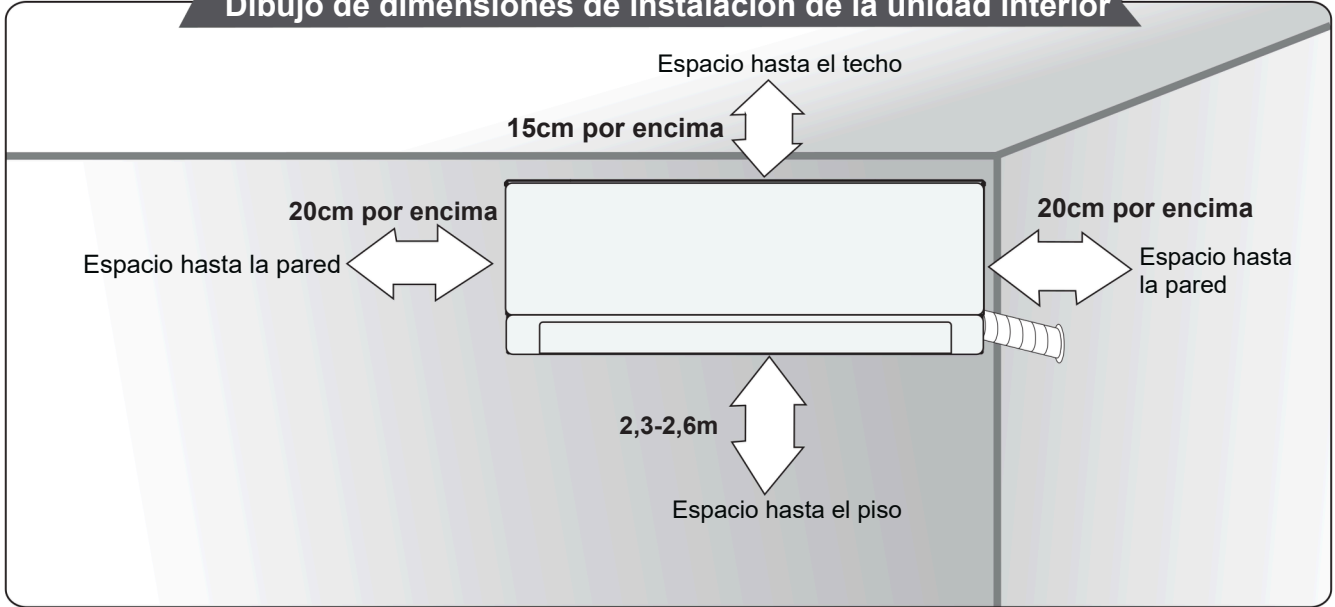 Dibujo de dimensiones de instalación de la unidad interior
Espacio hasta el techo
15cm por encima
20cm por encima
20cm por encima
Espacio hasta la pared
Espacio hasta
la pared
2,3-2,6m
Espacio hasta el piso